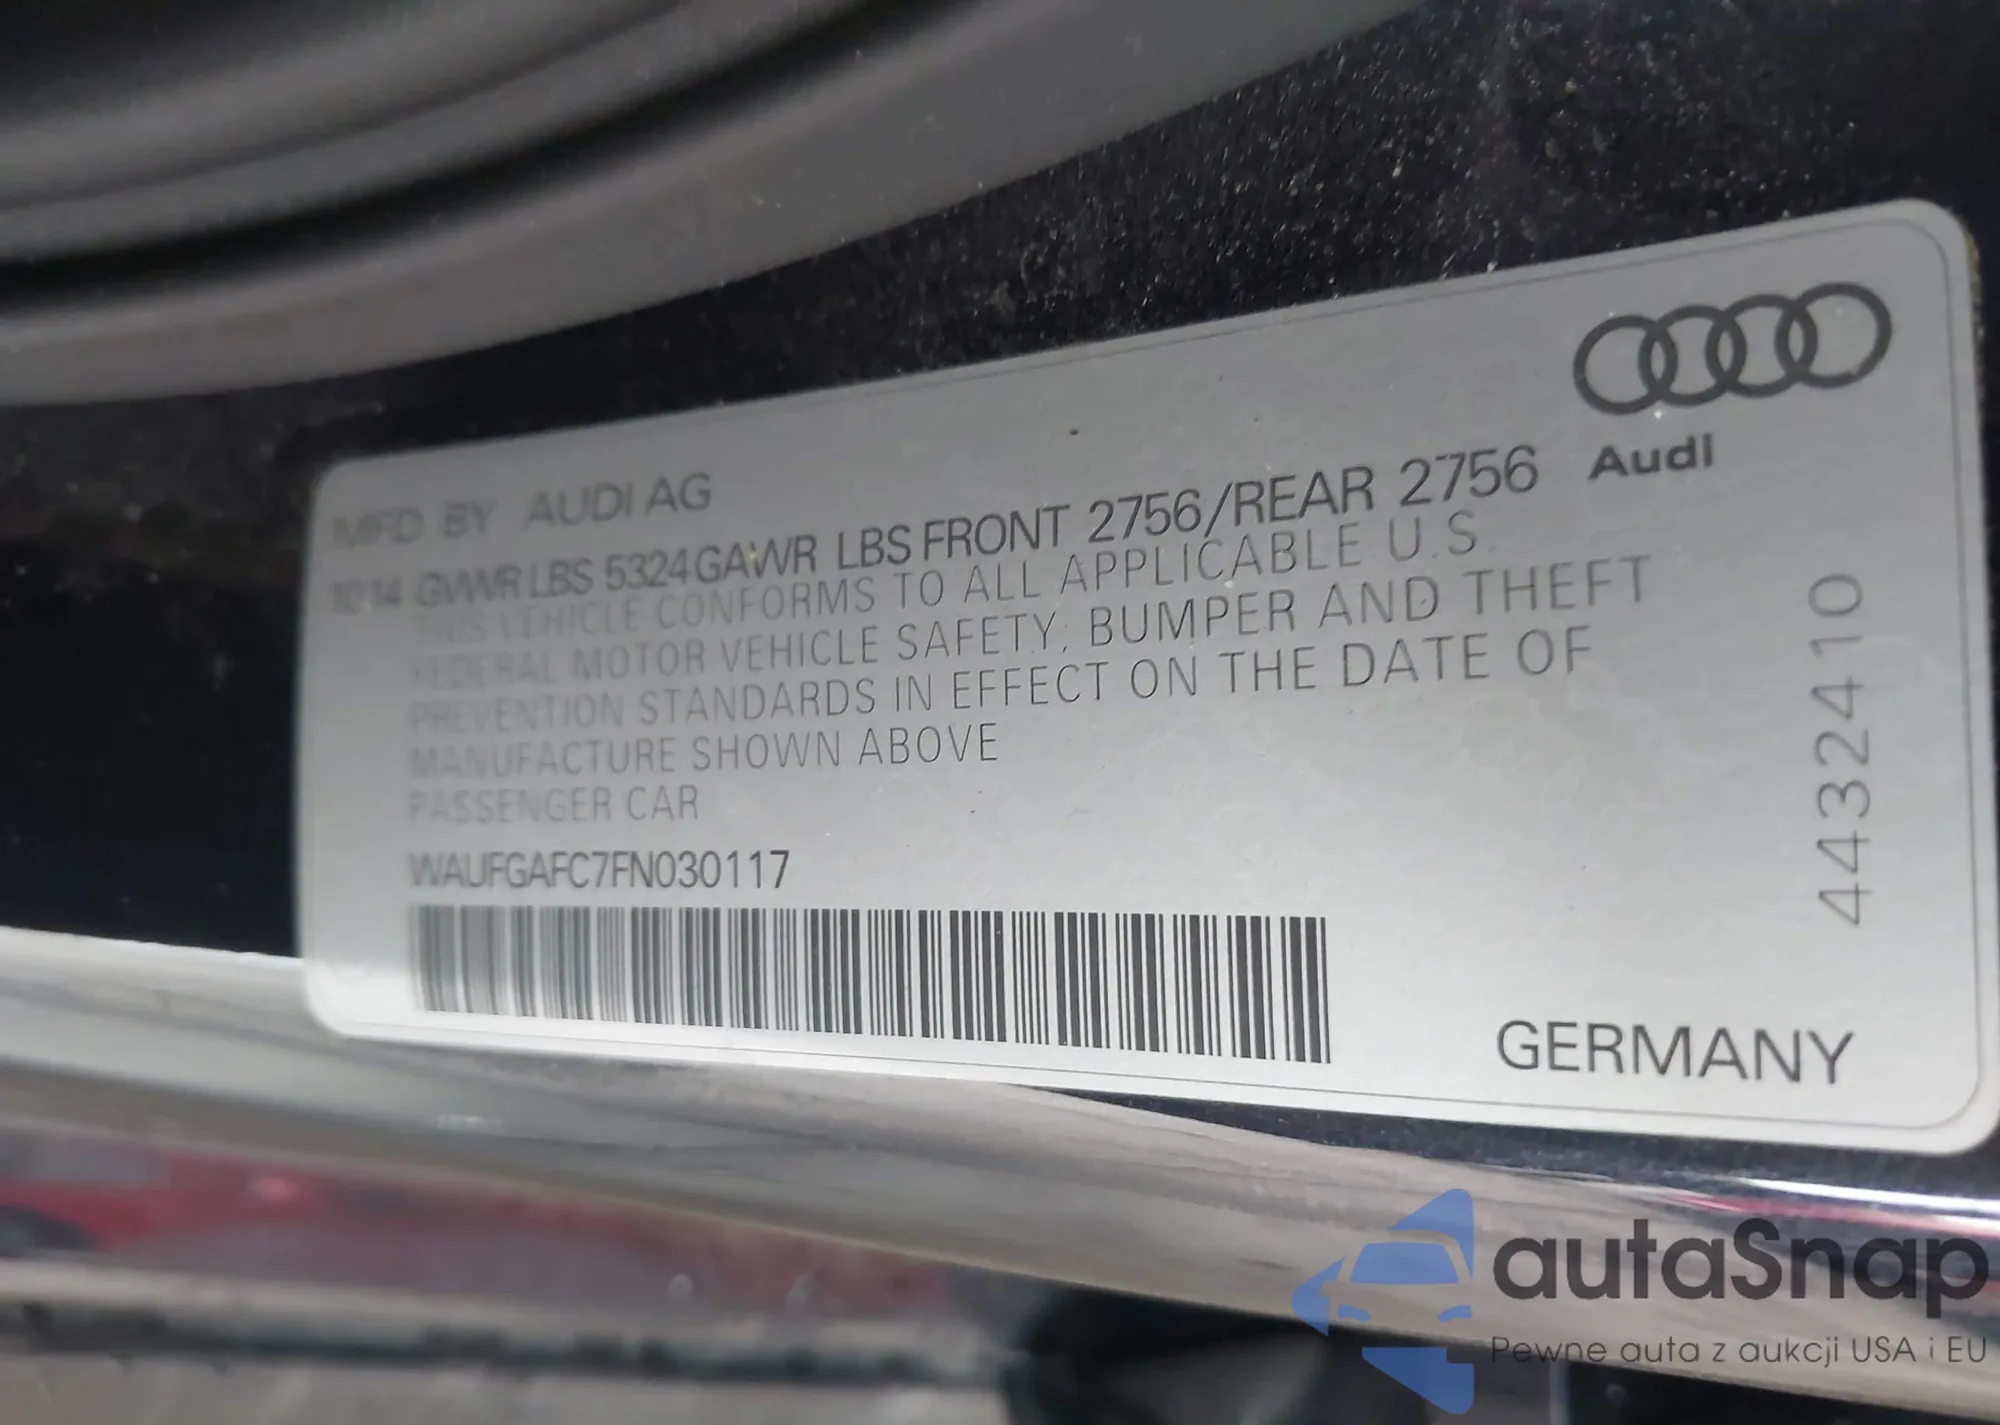 MFD BY AUDI AG
10 14 GVWR LBS 5324 GAWR LBS FRONT 2756/REAR 2756
THIS VEHICLE CONFORMS TO ALL APPLICABLE U.S.
FEDERAL MOTOR VEHICLE SAFETY, BUMPER AND THEFT
PREVENTION STANDARDS IN EFFECT ON THE DATE OF
MANUFACTURE SHOWN ABOVE
PASSENGER CAR
WAUFGAFC7FN030117
Audi
4432410
GERMANY
autaSnap
Pewne auta z aukcji USA i EU